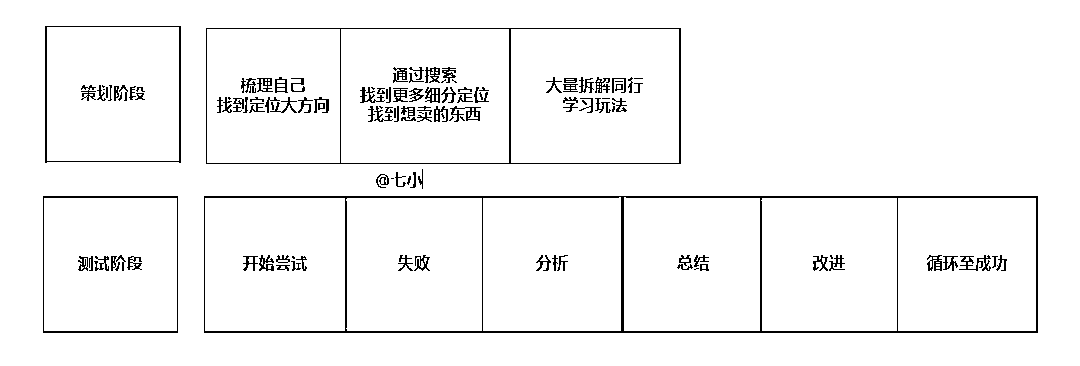 策划阶段
梳理自己
找到定位大方向
通过搜索
找到更多细分定位
找到想卖的东西
大量拆解同行
学习玩法
@七小
测试阶段
开始尝试
失败
分析
总结
改进
循环至成功